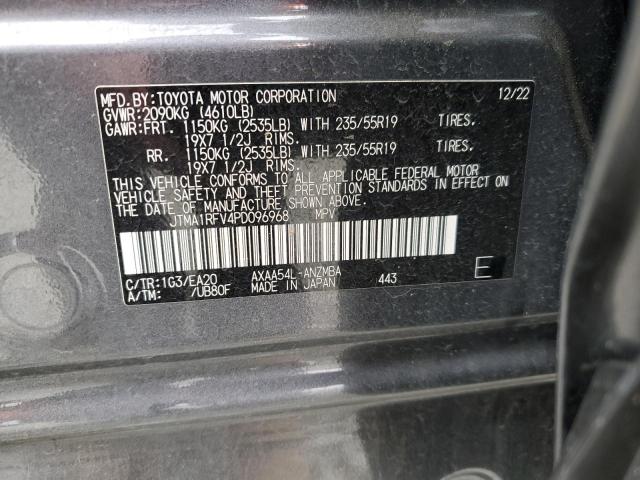 MFD.BY:TOYOTA MOTOR CORPORATION 12/22
GVWR:2090KG (4610LB)
GAWR:FRT. 1150KG (2535LB) WITH 235/55R19 TIRES.
19X7 1/2J RIMS.
RR. 1150KG (2535LB) WITH 235/55R19 TIRES.
19X7 1/2J RIMS.
THIS VEHICLE CONFORMS TO ALL APPLICABLE FEDERAL MOTOR
VEHICLE SAFETY AND THEFT PREVENTION STANDARDS IN EFFECT ON
THE DATE OF MANUFACTURE SHOWN ABOVE.
JTMA1RFV4PD096968 MPV
C/TR:1G3/EA20 AXAA54L-ANZMBA 443 E
A/TM: /UB80F MADE IN JAPAN